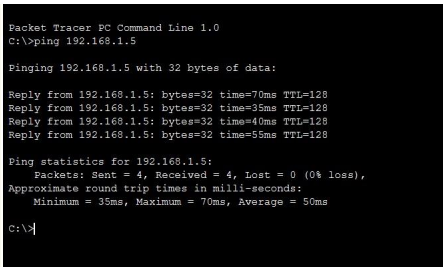 Packet Tracer PC Command Line 1.0
C:\>ping 192.168.1.5
Pinging 192.168.1.5 with 32 bytes of data:
Reply from 192.168.1.5: bytes=32 time=70ms TTL=128
Reply from 192.168.1.5: bytes=32 time=35ms TTL=128
Reply from 192.168.1.5: bytes=32 time=40ms TTL=128
Reply from 192.168.1.5: bytes=32 time=55ms TTL=128
Ping statistics for 192.168.1.5:
Packets: Sent = 4, Received = 4, Lost = 0 (0% loss),
Approximate round trip times in milli-seconds:
Minimum = 35ms, Maximum = 70ms, Average = 50ms
C:\>